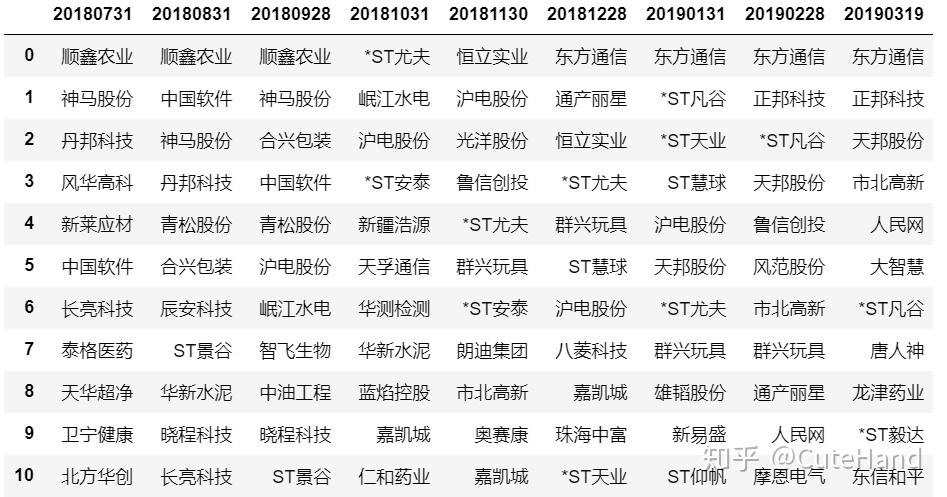 20180731 20180831 20180928 20181031 20181130 20181228 20190131 20190228 20190319
0 顺鑫农业 顺鑫农业 顺鑫农业 *ST尤夫 恒立实业 东方通信 东方通信 东方通信 东方通信
1 神马股份 中国软件 神马股份 岷江水电 沪电股份 通产丽星 *ST凡谷 正邦科技 正邦科技
2 丹邦科技 神马股份 合兴包装 沪电股份 光洋股份 恒立实业 *ST天业 *ST凡谷 天邦股份
3 风华高科 丹邦科技 中国软件 *ST安泰 鲁信创投 *ST尤夫 ST慧球 天邦股份 市北高新
4 新莱应材 青松股份 青松股份 新疆浩源 *ST尤夫 群兴玩具 沪电股份 鲁信创投 人民网
5 中国软件 合兴包装 沪电股份 天孚通信 群兴玩具 ST慧球 天邦股份 风范股份 大智慧
6 长亮科技 辰安科技 岷江水电 华测检测 *ST安泰 沪电股份 *ST尤夫 市北高新 *ST凡谷
7 泰格医药 ST景谷 智飞生物 华新水泥 朗迪集团 八菱科技 群兴玩具 群兴玩具 唐人神
8 天华超净 华新水泥 中油工程 蓝焰控股 市北高新 嘉凯城 雄韬股份 通产丽星 龙津药业
9 卫宁健康 晓程科技 晓程科技 嘉凯城 奥赛康 珠海中富 新易盛 人民网 *ST毅达
10 北方华创 长亮科技 ST景谷 仁和药业 嘉凯城 *ST天业 ST仰帆 摩恩电气 东信和平
知乎 @CuteHand